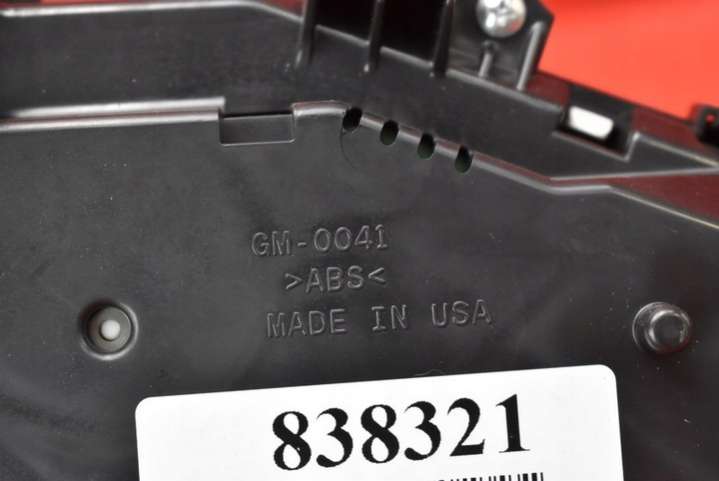 GM-0041
>ABS<
MADE IN USA
838321